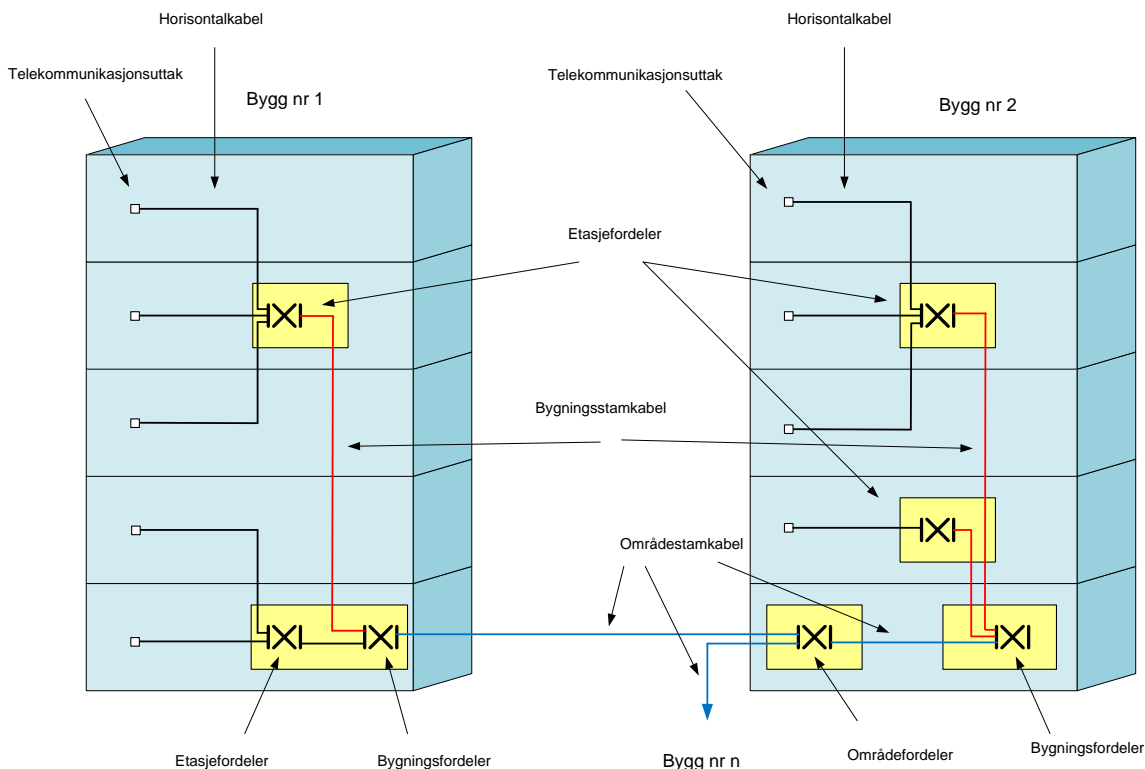 Horisontalkabel
Horisontalkabel
Telekommunikasjonsuttak
Telekommunikasjonsuttak
Bygg nr 1
Bygg nr 2
Etasjefordeler
Bygningsstamkabel
Områdestamkabel
Etasjefordeler
Bygningsfordeler
Bygg nr n
Områdefordeler
Bygningsfordeler